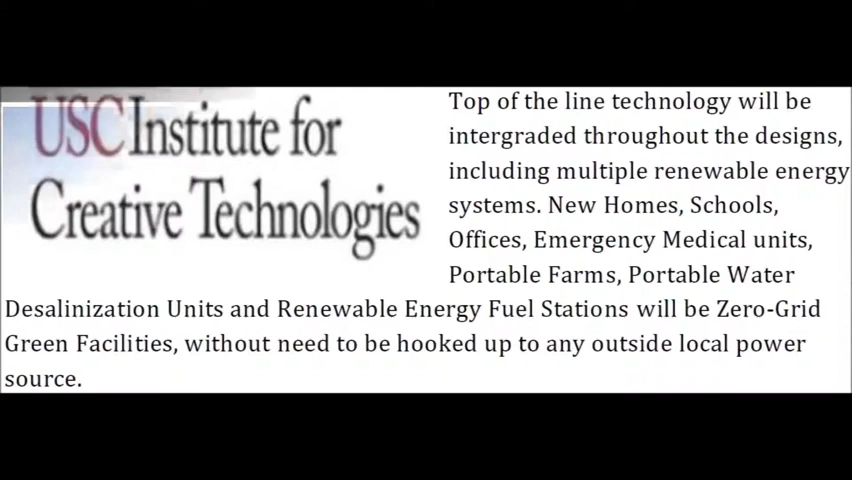 USC Institute for
Creative Technologies
Top of the line technology will be
intergraded throughout the designs,
including multiple renewable energy
systems. New Homes, Schools,
Offices, Emergency Medical units,
Portable Farms, Portable Water
Desalinization Units and Renewable Energy Fuel Stations will be Zero-Grid
Green Facilities, without need to be hooked up to any outside local power
source.